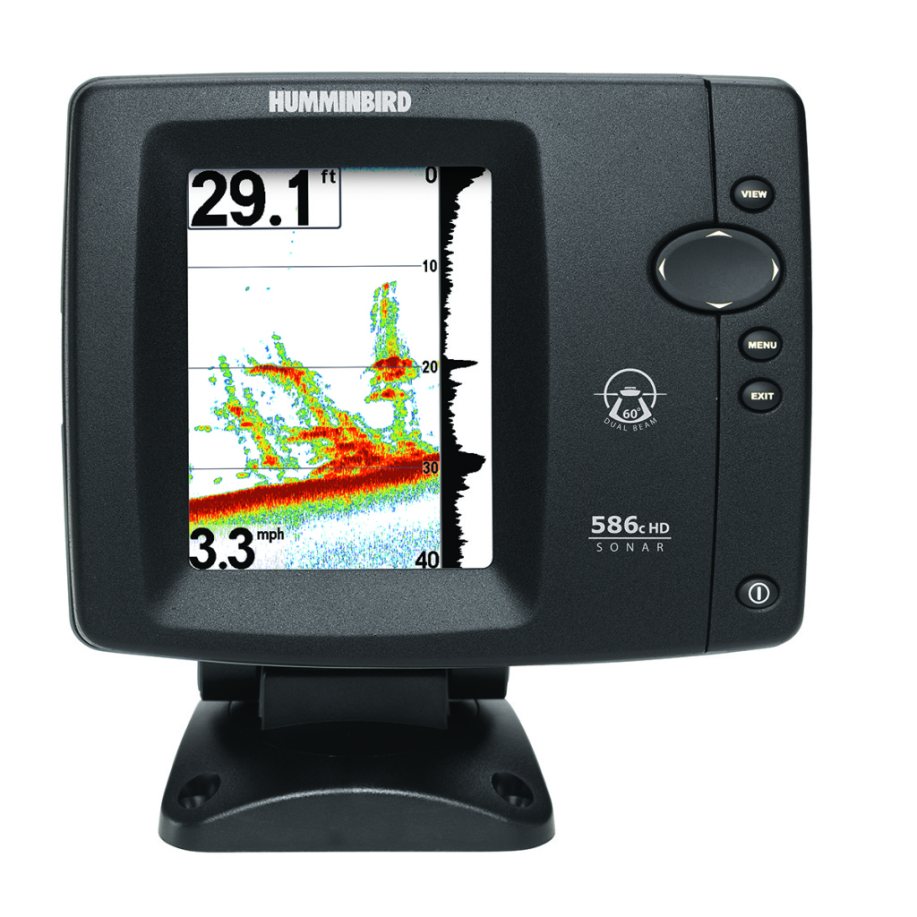 HUMMINBIRD
29.1 ft
0
10
20
30
40
3.3 mph
VIEW
MENU
EXIT
60°
DUAL BEAM
586c HD
SONAR